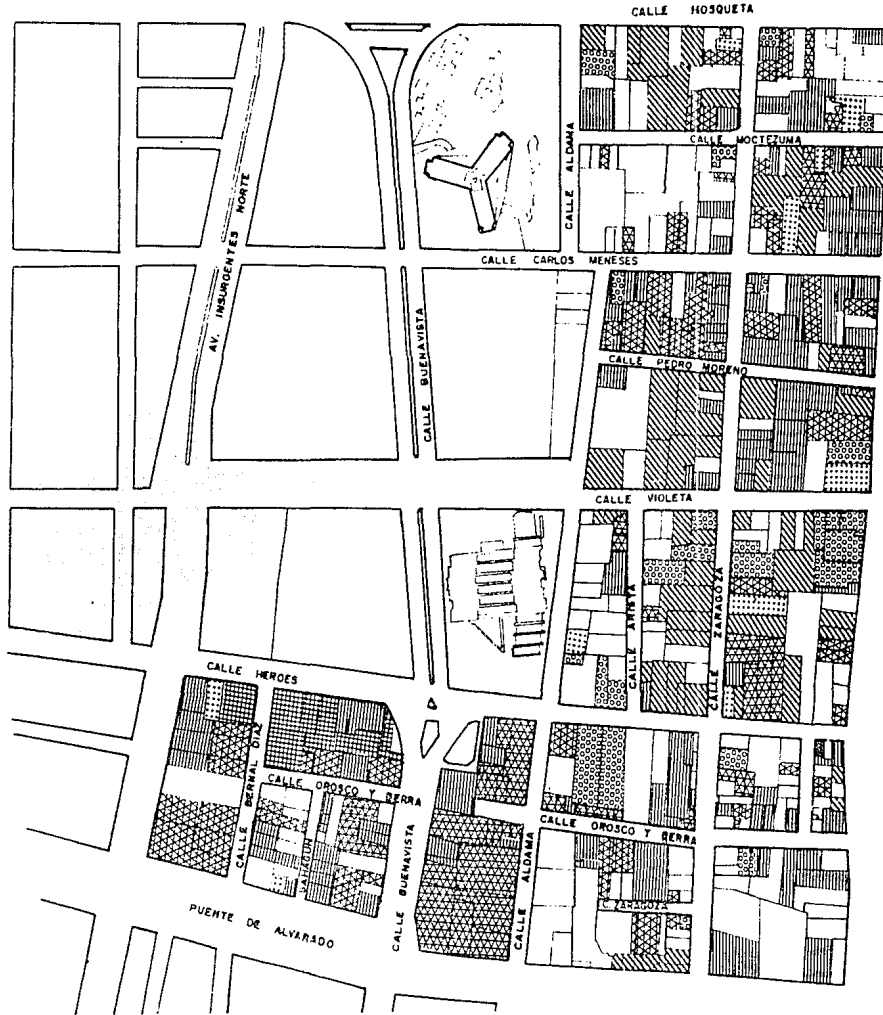 CALLE MOSQUETA
CALLE MOCTEZUMA
CALLE ALDAMA
AV. INSURGENTES NORTE
CALLE CARLOS MENESES
CALLE BUENAVISTA
CALLE PEDRO MORENO
CALLE VIOLETA
CALLE ARISTA
CALLE ZARAGOZA
CALLE HEROES
CALLE BERNAL DIAZ
CALLE OROSCO Y BERRA
CALLE OROSCO Y BERRA
SAHAGUN
CALLE BUENAVISTA
CALLE ALDAMA
C. ZARAGOZA
PUENTE DE ALVARADO